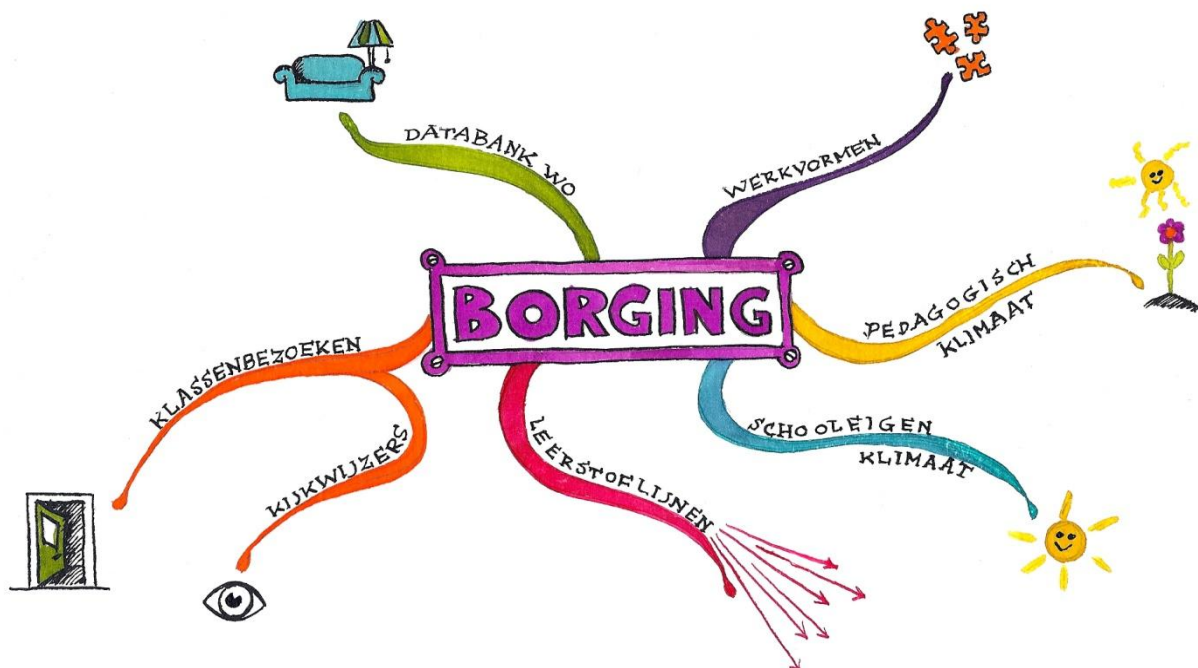 DATABANK WO
WERKVORMEN
PEDAGOGISCH
KLIMAAT
BORGING
KLASSENBEZOEKEN
KIJKWIJZERS
LEERSTOFLIJNEN
SCHOOLEIGEN
KLIMAAT